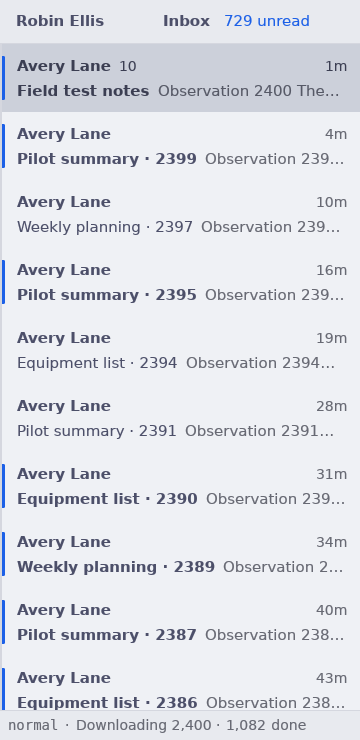 Robin Ellis Inbox 729 unread
Avery Lane 10 1m
Field test notes Observation 2400 The…
Avery Lane 4m
Pilot summary · 2399 Observation 239…
Avery Lane 10m
Weekly planning · 2397 Observation 239…
Avery Lane 16m
Pilot summary · 2395 Observation 239…
Avery Lane 19m
Equipment list · 2394 Observation 2394…
Avery Lane 28m
Pilot summary · 2391 Observation 2391…
Avery Lane 31m
Equipment list · 2390 Observation 239…
Avery Lane 34m
Weekly planning · 2389 Observation 2…
Avery Lane 40m
Pilot summary · 2387 Observation 238…
Avery Lane 43m
Equipment list · 2386 Observation 238…
normal · Downloading 2,400 · 1,082 done